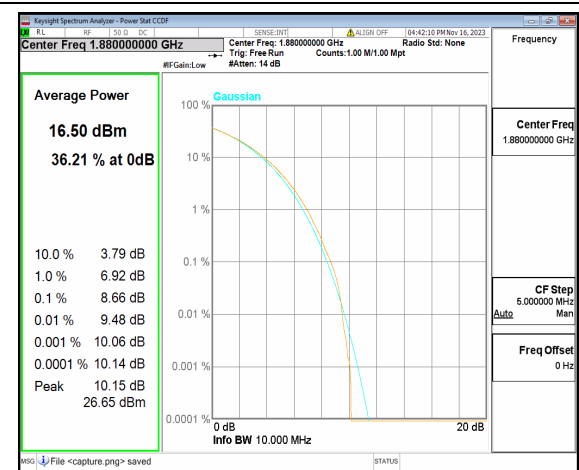 Keysight Spectrum Analyzer - Power Stat CCDF
RL RF 50 Ω DC SENSE:INT ALIGN OFF 04:42:10 PM Nov 16, 2023
Center Freq 1.880000000 GHz
Center Freq: 1.880000000 GHz Radio Std: None
Trig: Free Run Counts:1.00 M/1.00 Mpt
#IFGain:Low #Atten: 14 dB
Frequency
Average Power
16.50 dBm
36.21 % at 0dB
10.0 % 3.79 dB
1.0 % 6.92 dB
0.1 % 8.66 dB
0.01 % 9.48 dB
0.001 % 10.06 dB
0.0001 % 10.14 dB
Peak 10.15 dB
26.65 dBm
Gaussian
100 %
10 %
1 %
0.1 %
0.01 %
0.001 %
0.0001 %
0 dB 20 dB
Info BW 10.000 MHz
Center Freq
1.880000000 GHz
CF Step
5.000000 MHz
Auto Man
Freq Offset
0 Hz
MSG File <capture.png> saved STATUS